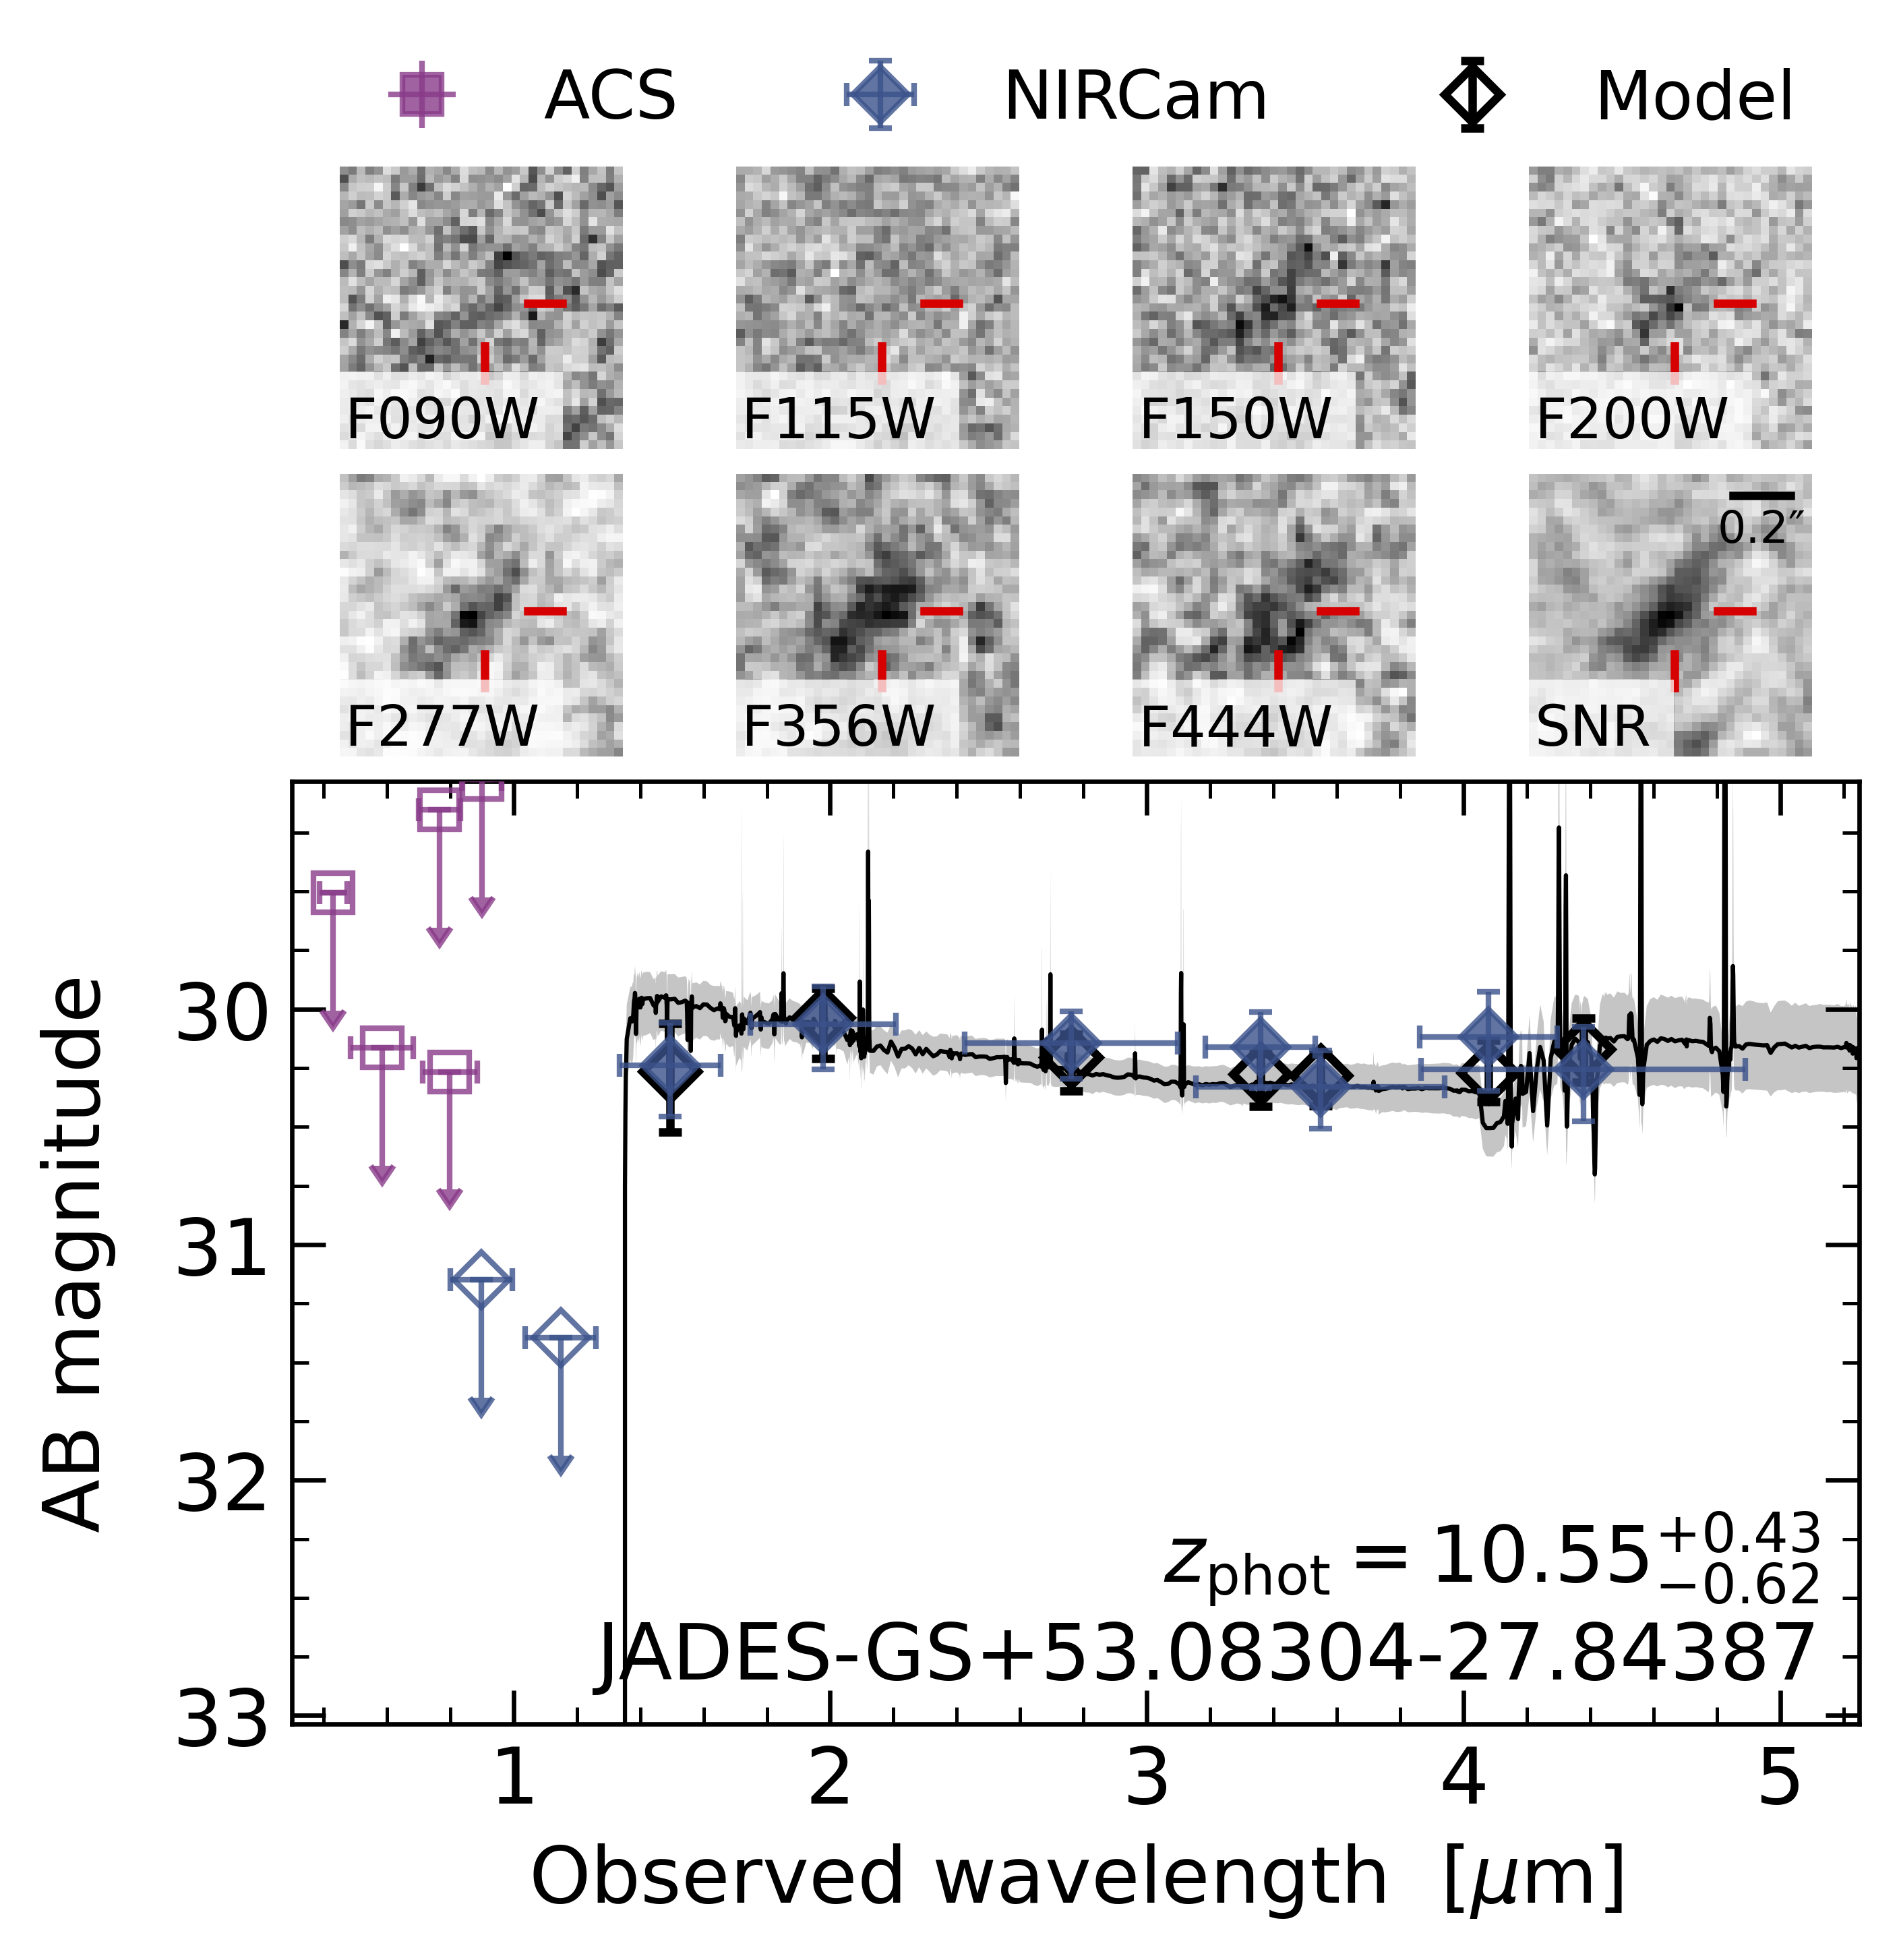 ACS NIRCam Model
F090W F115W F150W F200W
0.2″
F277W F356W F444W SNR
AB magnitude
30
31
32
33
z_phot = 10.55 +0.43 −0.62
JADES-GS+53.08304-27.84387
1 2 3 4 5
Observed wavelength [μm]